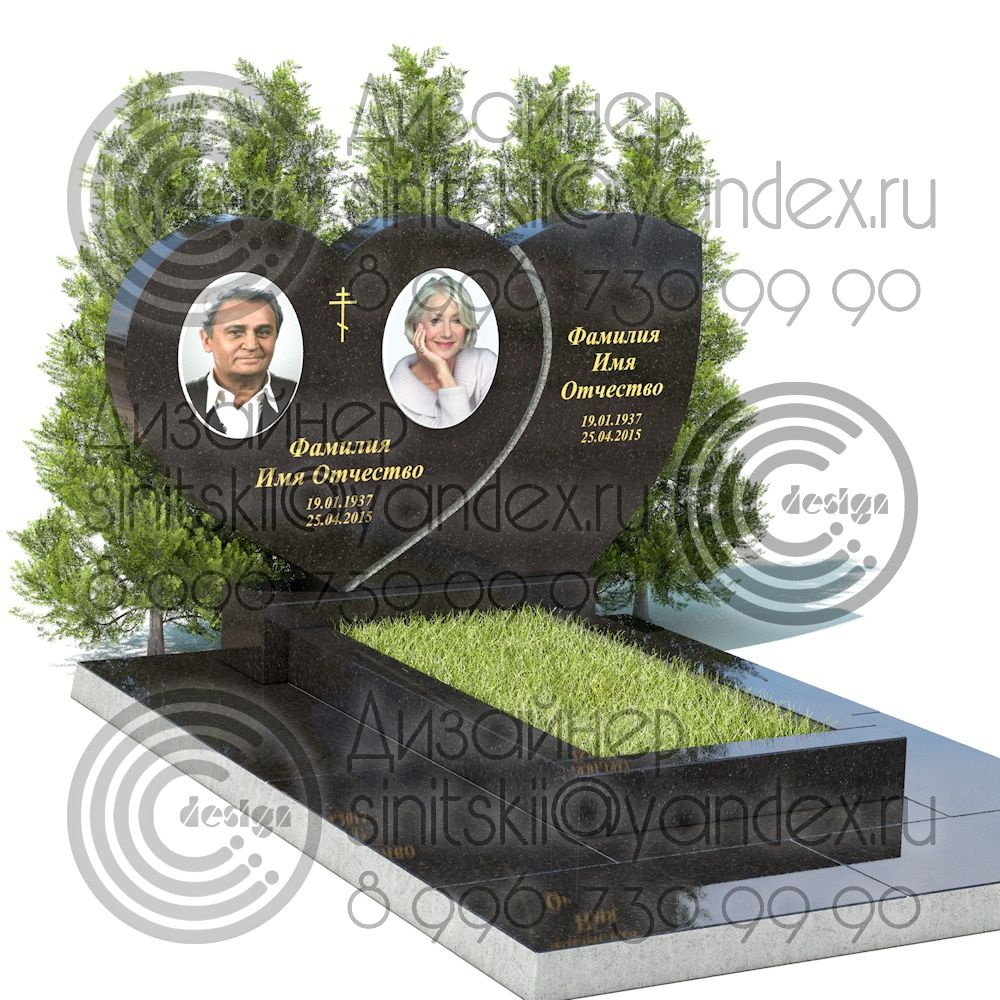 Дизайнер
sinitskii@yandex.ru
8 996 730 99 90
Фамилия
Имя
Отчество
19.01.1937
25.04.2015
Фамилия
Имя Отчество
19.01.1937
25.04.2015
Дизайнер
sinitskii@yandex.ru
8 996 730 99 90
design
Дизайнер
sinitskii@yandex.ru
8 996 730 99 90
design